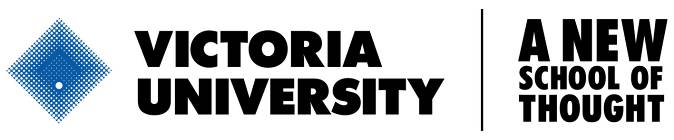 VICTORIA
UNIVERSITY
A NEW
SCHOOL OF
THOUGHT